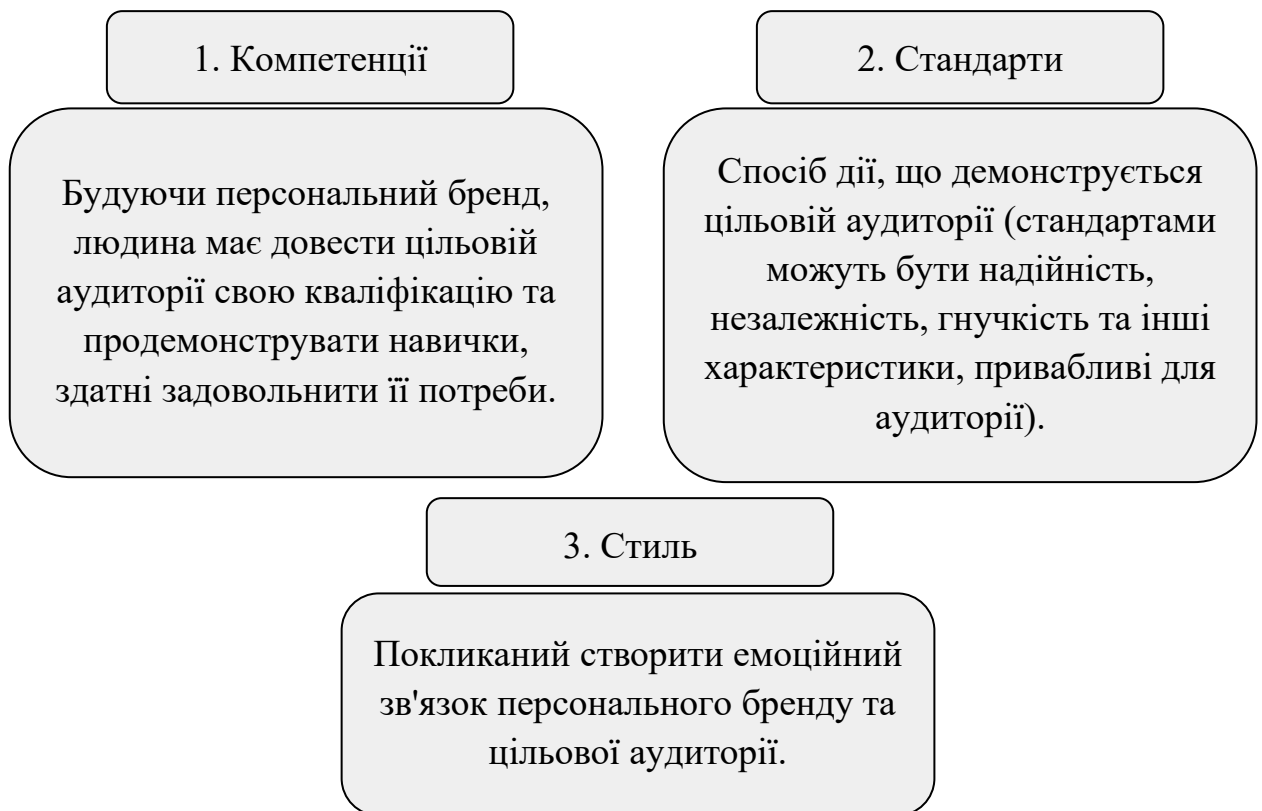 1. Компетенції
Будуючи персональний бренд,
людина має довести цільовій
аудиторії свою кваліфікацію та
продемонструвати навички,
здатні задовольнити її потреби.
2. Стандарти
Спосіб дії, що демонструється
цільовій аудиторії (стандартами
можуть бути надійність,
незалежність, гнучкість та інші
характеристики, привабливі для
аудиторії).
3. Стиль
Покликаний створити емоційний
зв'язок персонального бренду та
цільової аудиторії.